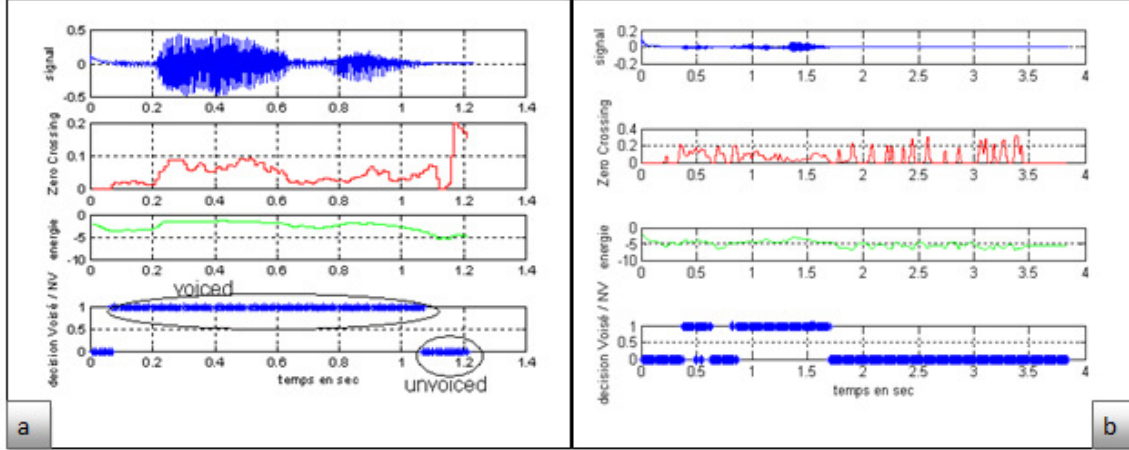 signal
0.5
0
-0.5
0 0.2 0.4 0.6 0.8 1 1.2 1.4
Zero Crossing
0.2
0.1
0
0 0.2 0.4 0.6 0.8 1 1.2 1.4
energie
0
-5
-10
0 0.2 0.4 0.6 0.8 1 1.2 1.4
decision Voisé / NV
voiced
1
0.5
0
0 0.2 0.4 0.6 0.8 1 1.2 1.4
temps en sec
unvoiced
a
signal
0.2
0
-0.2
0 0.5 1 1.5 2 2.5 3 3.5 4
Zero Crossing
0.4
0.2
0
0 0.5 1 1.5 2 2.5 3 3.5 4
energie
0
-5
-10
0 0.5 1 1.5 2 2.5 3 3.5 4
decision Voisé / NV
1
0.5
0
0 0.5 1 1.5 2 2.5 3 3.5 4
temps en sec
b